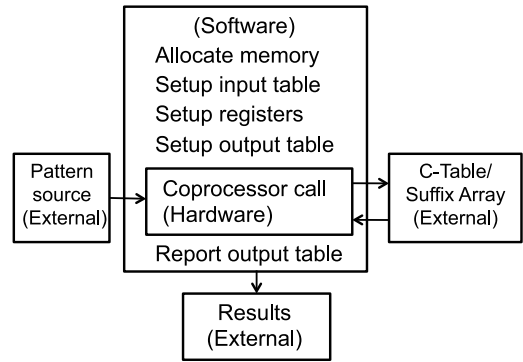 (Software)
Allocate memory
Setup input table
Setup registers
Setup output table
Pattern
source
(External)
Coprocessor call
(Hardware)
C-Table/
Suffix Array
(External)
Report output table
Results
(External)